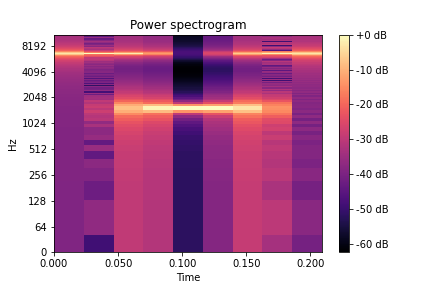 Power spectrogram
Hz
8192
4096
2048
1024
512
256
128
64
0
0.000 0.050 0.100 0.150 0.200
Time
+0 dB
-10 dB
-20 dB
-30 dB
-40 dB
-50 dB
-60 dB